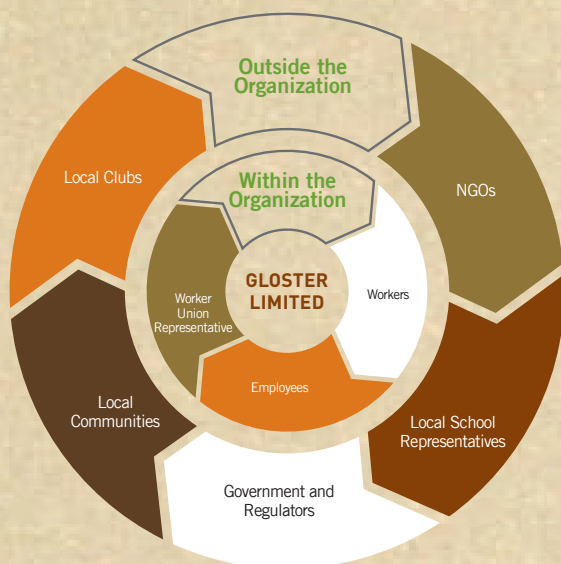 Outside the
Organization
Local Clubs
NGOs
Within the
Organization
GLOSTER
LIMITED
Workers
Worker
Union
Representative
Employees
Local
Communities
Local School
Representatives
Government and
Regulators